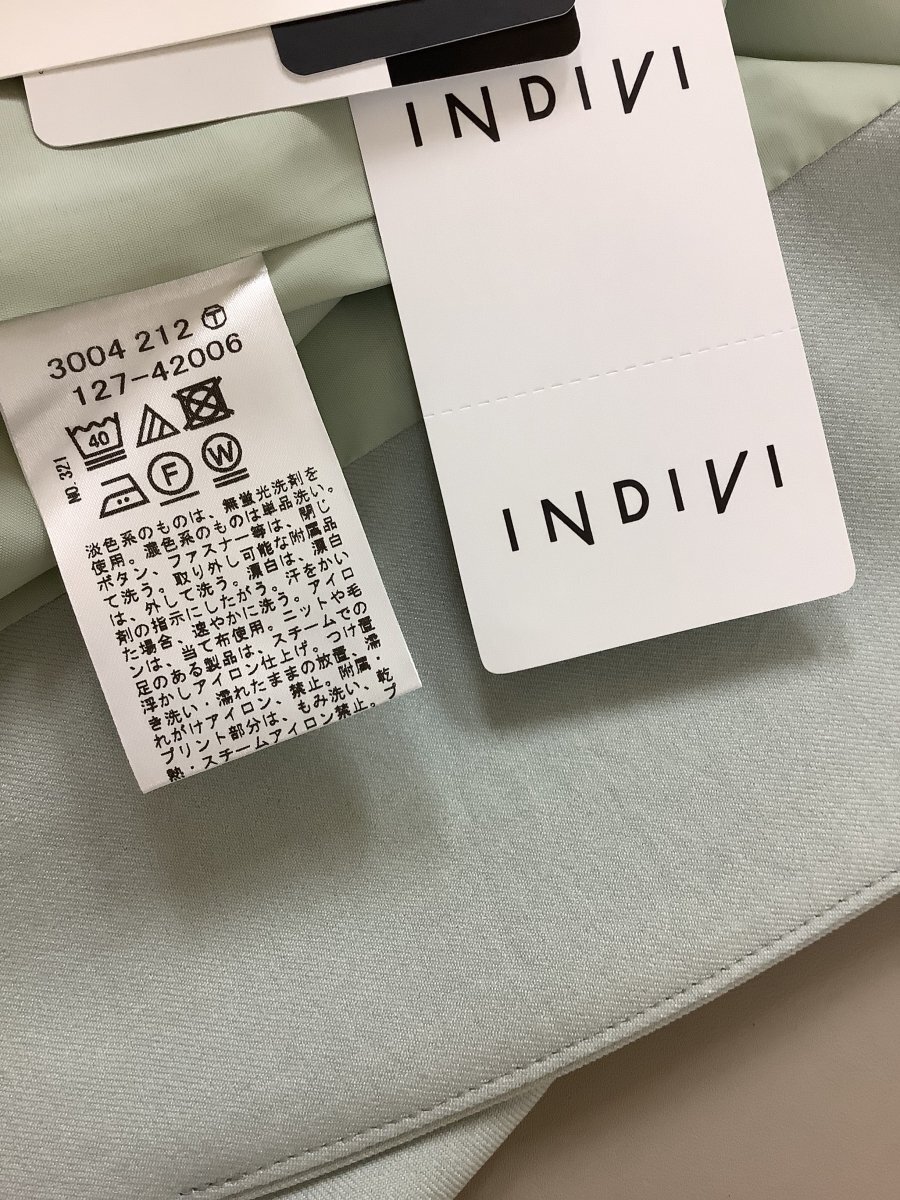 INDIVI
INDIVI
3004 212 T
127-42006
40
F
W
NO. 321
淡色系のものは、無蛍光洗剤を
使用。濃色系のものは単品洗い。
ボタン、ファスナー等は、閉じ
て洗う。取り外し可能な附属品
は、外して洗う。漂白は、漂白
剤の指示にしたがう。汗をかい
た場合、速やかに洗う。アイロ
ンは、当て布使用。ニットや毛
足のある製品は、スチームでの
浮かしアイロン仕上げ。つけ置
き洗い・濡れたままの放置、濡
れがけアイロン、禁止。附属・
プリント部分は、もみ洗い、乾
熱・スチームアイロン禁止。プ